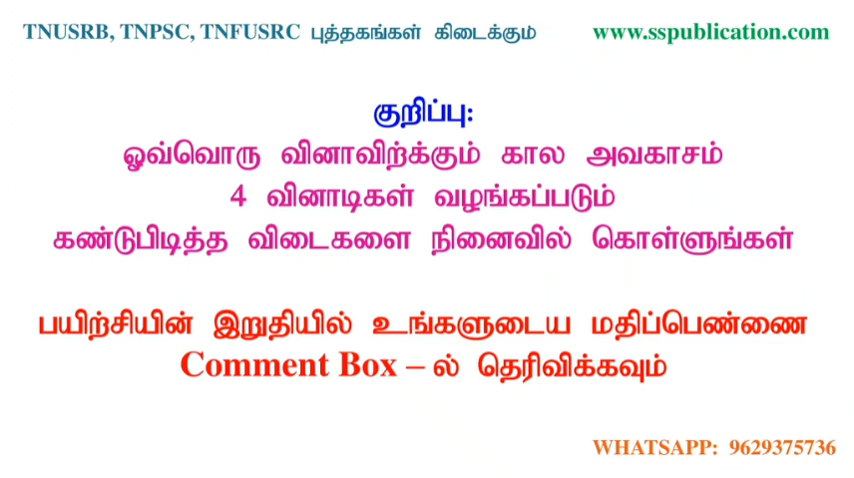 TNUSRB, TNPSC, TNFUSRC புத்தகங்கள் கிடைக்கும் www.sspublication.com
குறிப்பு:
ஓவ்வொரு வினாவிற்க்கும் கால அவகாசம்
4 வினாடிகள் வழங்கப்படும்
கண்டுபிடித்த விடைகளை நினைவில் கொள்ளுங்கள்
பயிற்சியின் இறுதியில் உங்களுடைய மதிப்பெண்ணை
Comment Box – ல் தெரிவிக்கவும்
WHATSAPP: 9629375736